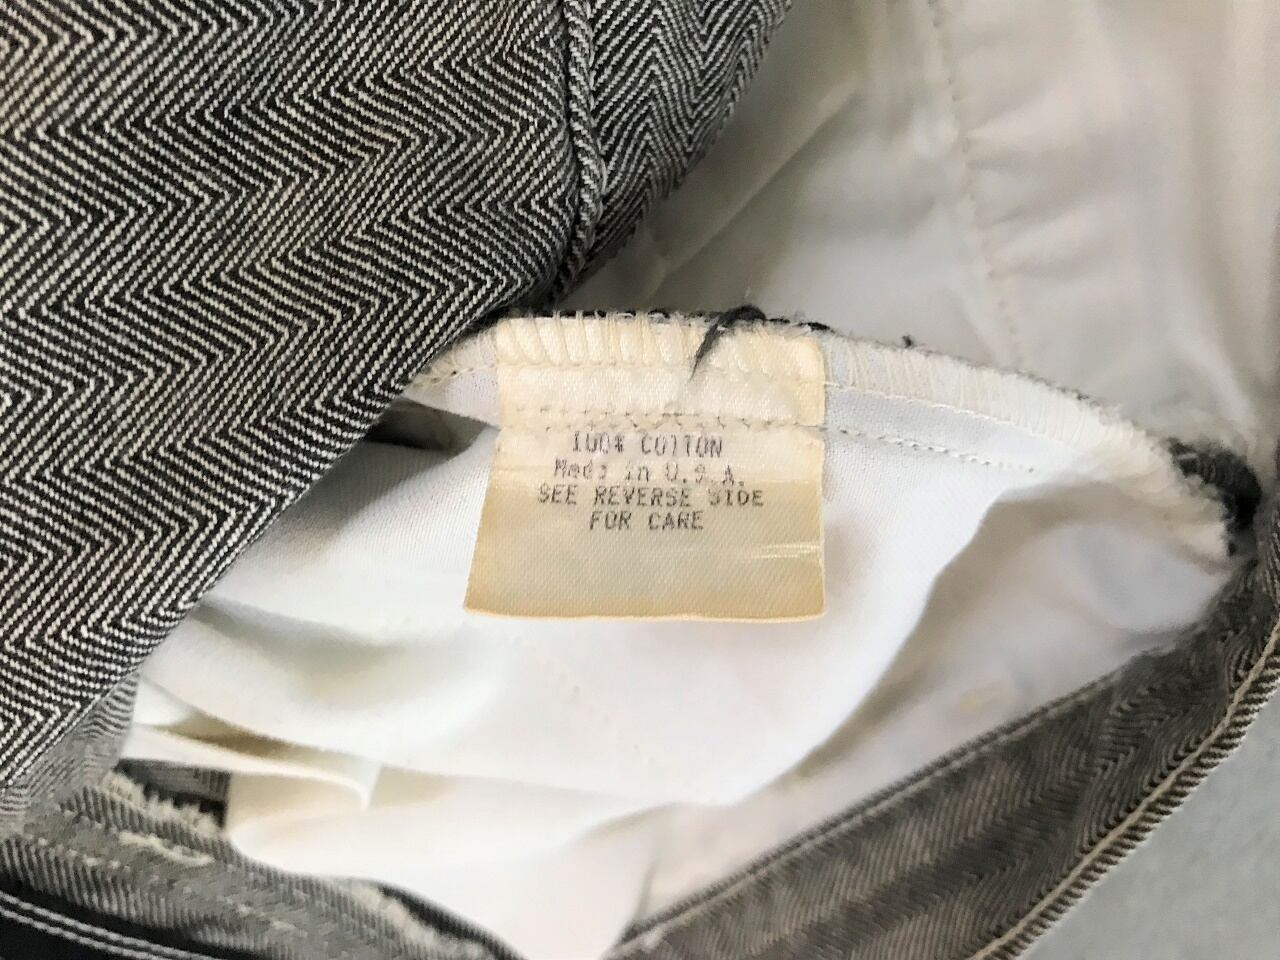 100% COTTON
Made in U.S.A.
SEE REVERSE SIDE
FOR CARE